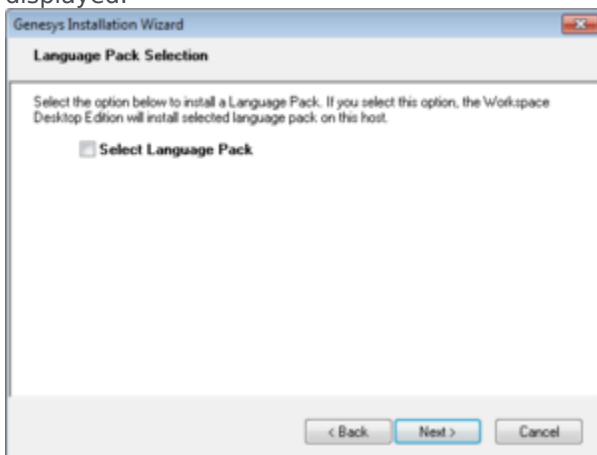 displayed.
Genesys Installation Wizard
Language Pack Selection
Select the option below to install a Language Pack. If you select this option, the Workspace
Desktop Edition will install selected language pack on this host.
Select Language Pack
< Back Next > Cancel